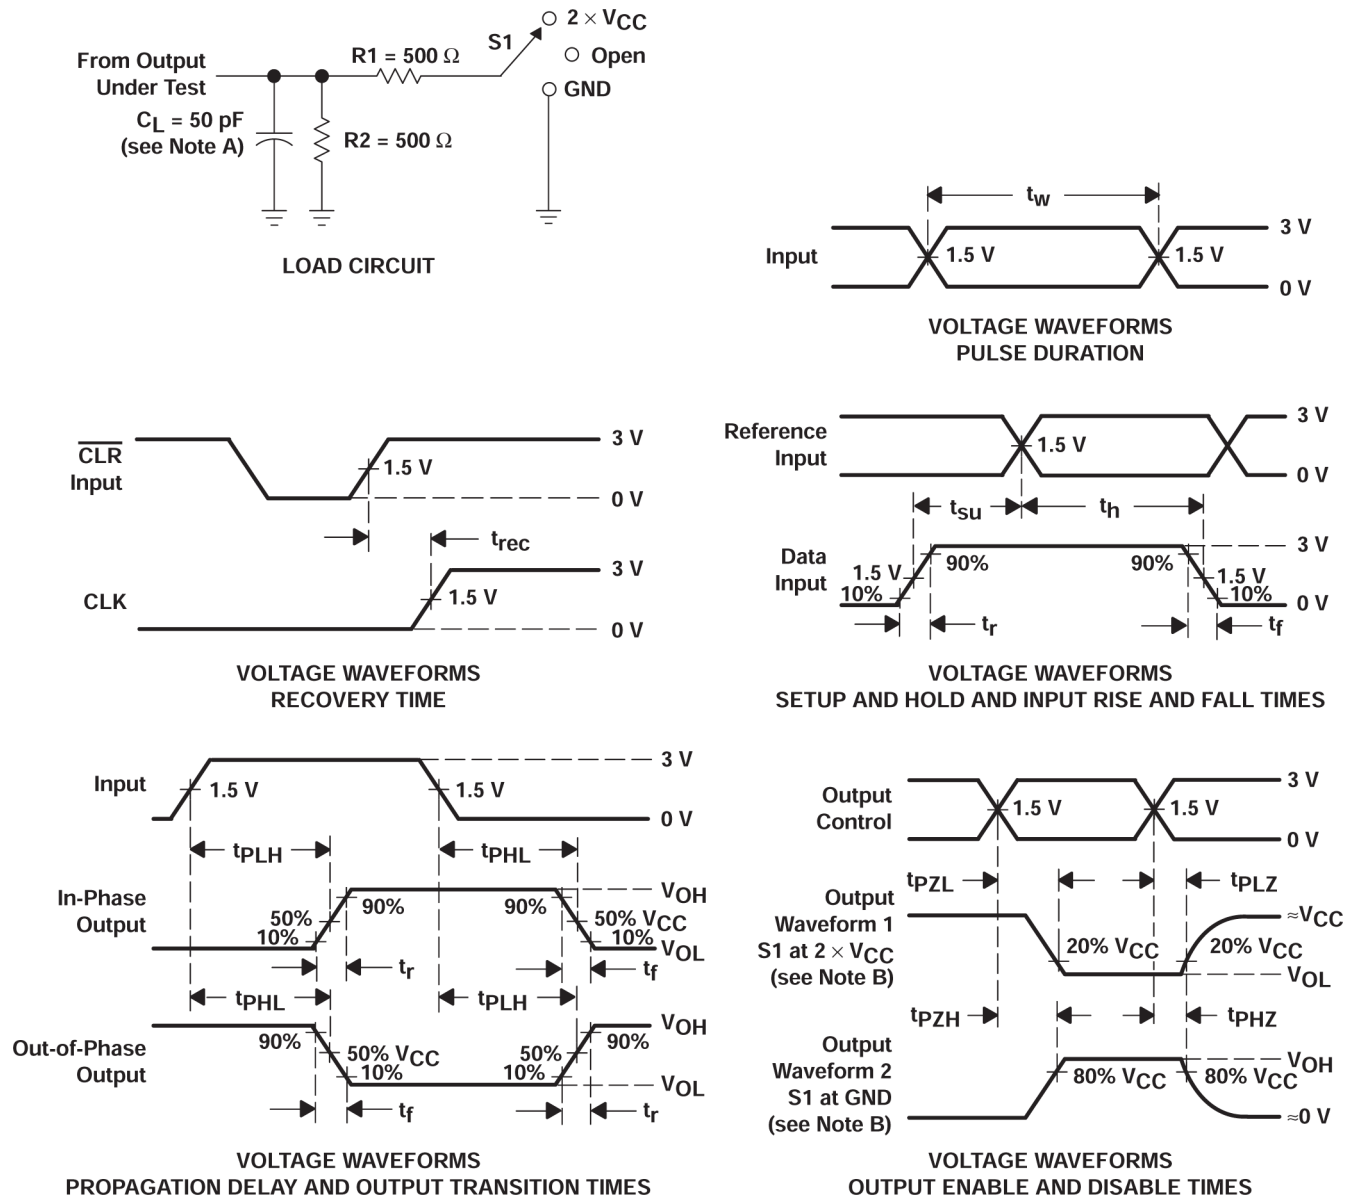 2 × VCC
S1
Open
GND
From Output
Under Test
R1 = 500 Ω
CL = 50 pF
(see Note A)
R2 = 500 Ω
LOAD CIRCUIT
tw
Input
1.5 V
1.5 V
3 V
0 V
VOLTAGE WAVEFORMS
PULSE DURATION
CLR
Input
1.5 V
3 V
0 V
trec
CLK
1.5 V
3 V
0 V
VOLTAGE WAVEFORMS
RECOVERY TIME
Reference
Input
1.5 V
3 V
0 V
tsu
th
Data
Input
1.5 V
10%
90%
90%
1.5 V
10%
3 V
0 V
tr
tf
VOLTAGE WAVEFORMS
SETUP AND HOLD AND INPUT RISE AND FALL TIMES
Input
1.5 V
1.5 V
3 V
0 V
tPLH
tPHL
In-Phase
Output
50%
10%
90%
90%
50% VCC
10%
VOH
VOL
tr
tf
tPHL
tPLH
Out-of-Phase
Output
90%
50% VCC
10%
50%
10%
90%
VOH
VOL
tf
tr
VOLTAGE WAVEFORMS
PROPAGATION DELAY AND OUTPUT TRANSITION TIMES
Output
Control
1.5 V
1.5 V
3 V
0 V
tPZL
tPLZ
Output
Waveform 1
S1 at 2 × VCC
(see Note B)
20% VCC
20% VCC
≈VCC
VOL
tPZH
tPHZ
Output
Waveform 2
S1 at GND
(see Note B)
80% VCC
80% VCC
VOH
≈0 V
VOLTAGE WAVEFORMS
OUTPUT ENABLE AND DISABLE TIMES